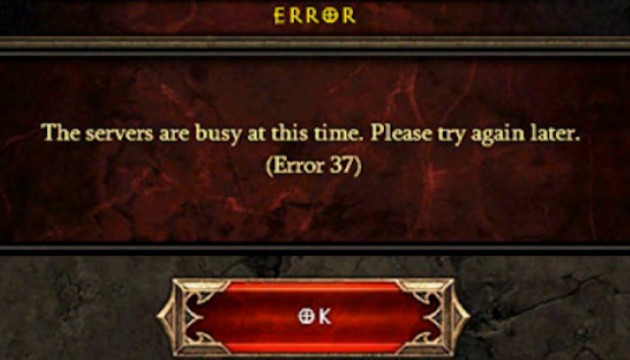 ERROR
The servers are busy at this time. Please try again later.
(Error 37)
OK